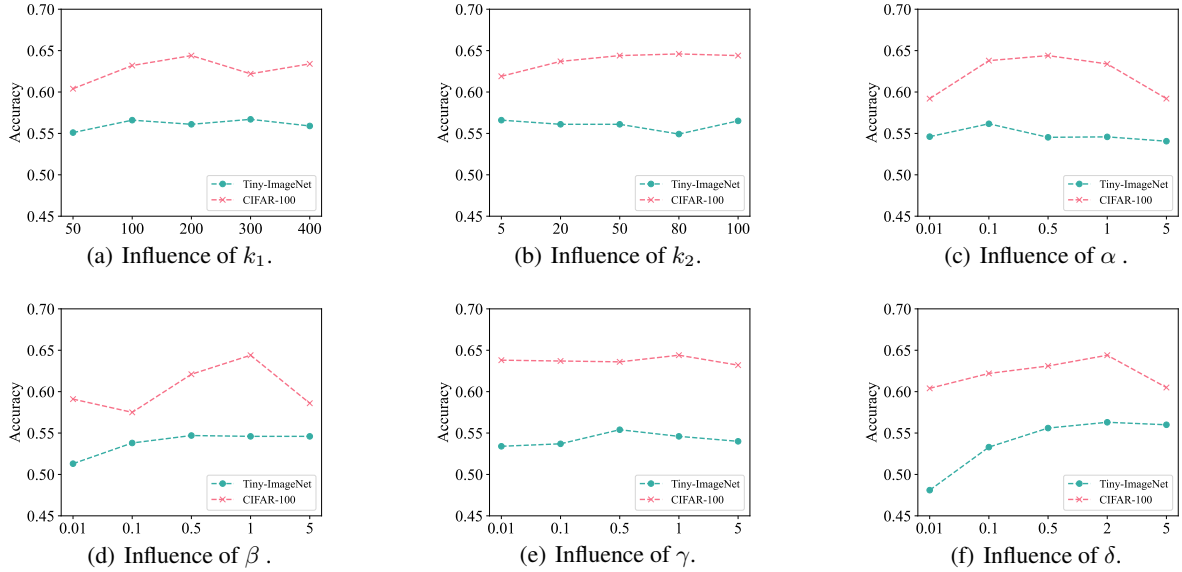 0.70
0.65
0.60
0.55
0.50
0.45
Accuracy
Tiny-ImageNet
CIFAR-100
50 100 200 300 400
(a) Influence of k₁.
0.70
0.65
0.60
0.55
0.50
0.45
Accuracy
Tiny-ImageNet
CIFAR-100
5 20 50 80 100
(b) Influence of k₂.
0.70
0.65
0.60
0.55
0.50
0.45
Accuracy
Tiny-ImageNet
CIFAR-100
0.01 0.1 0.5 1 5
(c) Influence of α .
0.70
0.65
0.60
0.55
0.50
0.45
Accuracy
Tiny-ImageNet
CIFAR-100
0.01 0.1 0.5 1 5
(d) Influence of β .
0.70
0.65
0.60
0.55
0.50
0.45
Accuracy
Tiny-ImageNet
CIFAR-100
0.01 0.1 0.5 1 5
(e) Influence of γ.
0.70
0.65
0.60
0.55
0.50
0.45
Accuracy
Tiny-ImageNet
CIFAR-100
0.01 0.1 0.5 2 5
(f) Influence of δ.